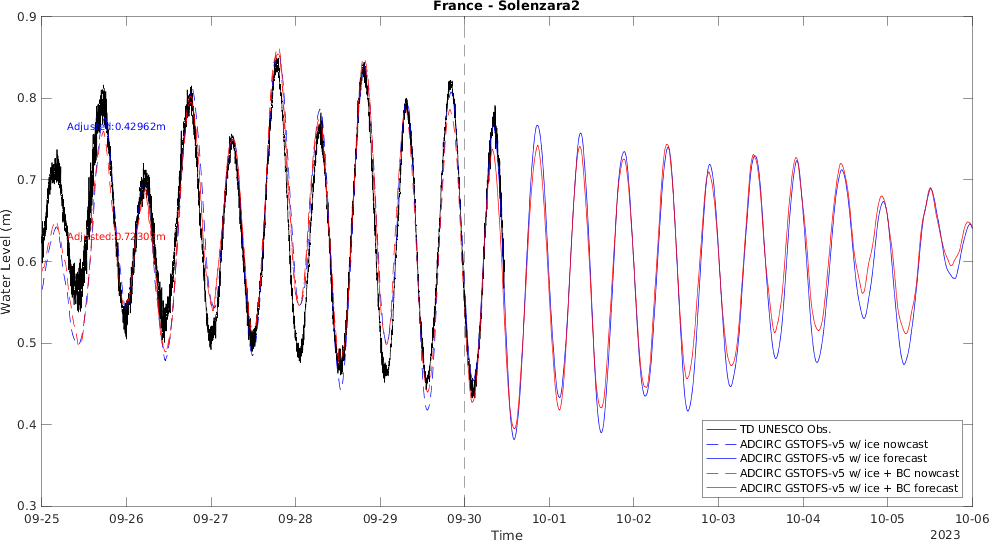 France - Solenzara2
0.9
0.8
0.7
0.6
0.5
0.4
0.3
Water Level (m)
Adjusted:0.42962m
TD UNESCO Obs.
ADCIRC GSTOFS-v5 w/ ice nowcast
ADCIRC GSTOFS-v5 w/ ice forecast
ADCIRC GSTOFS-v5 w/ ice + BC nowcast
ADCIRC GSTOFS-v5 w/ ice + BC forecast
09-25 09-26 09-27 09-28 09-29 09-30 10-01 10-02 10-03 10-04 10-05 10-06
Time
2023